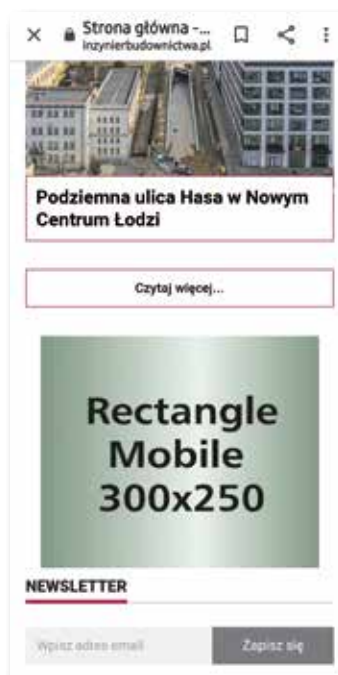 Strona główna -...
inzynierbudownictwa.pl
Podziemna ulica Hasa w Nowym
Centrum Łodzi
Czytaj więcej...
Rectangle
Mobile
300x250
NEWSLETTER
Wpisz adres email
Zapisz się